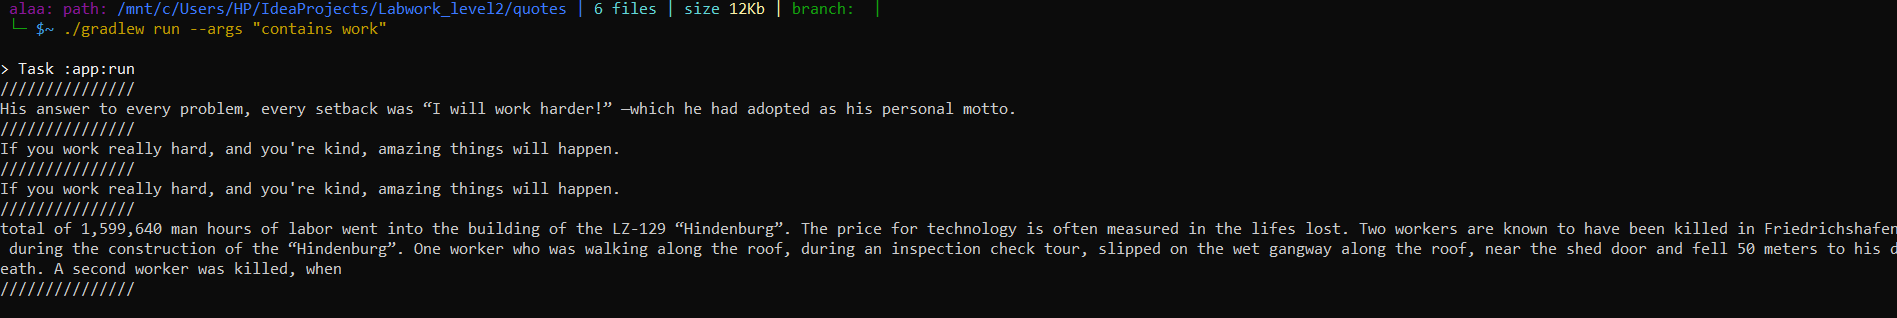 alaa: path: /mnt/c/Users/HP/IdeaProjects/Labwork_level2/quotes | 6 files | size 12Kb | branch:  |
└─ $~ ./gradlew run --args "contains work"
> Task :app:run
///////////////
His answer to every problem, every setback was “I will work harder!” —which he had adopted as his personal motto.
///////////////
If you work really hard, and you're kind, amazing things will happen.
///////////////
If you work really hard, and you're kind, amazing things will happen.
///////////////
total of 1,599,640 man hours of labor went into the building of the LZ-129 “Hindenburg”. The price for technology is often measured in the lifes lost. Two workers are known to have been killed in Friedrichshafen
during the construction of the “Hindenburg”. One worker who was walking along the roof, during an inspection check tour, slipped on the wet gangway along the roof, near the shed door and fell 50 meters to his d
eath. A second worker was killed, when
///////////////